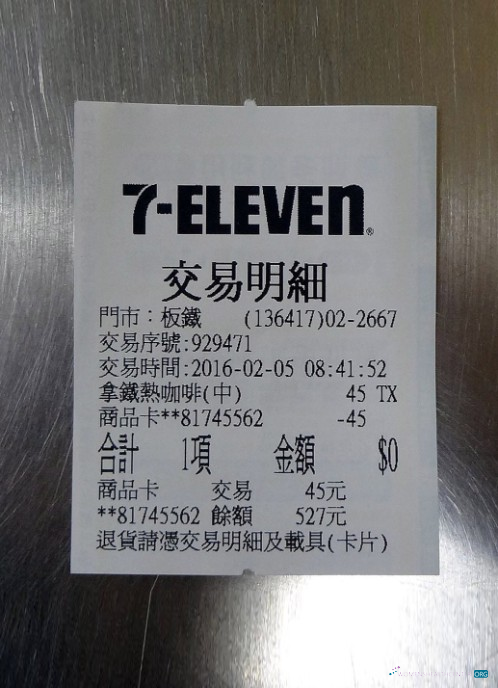 7-ELEVEN®
交易明細
門市：板鐵 (136417)02-2667
交易序號:929471
交易時間:2016-02-05 08:41:52
拿鐵熱咖啡(中) 45 TX
商品卡**81745562 -45
合計 1項 金額 $0
商品卡 交易 45元
**81745562 餘額 527元
退貨請憑交易明細及載具(卡片)
ORG